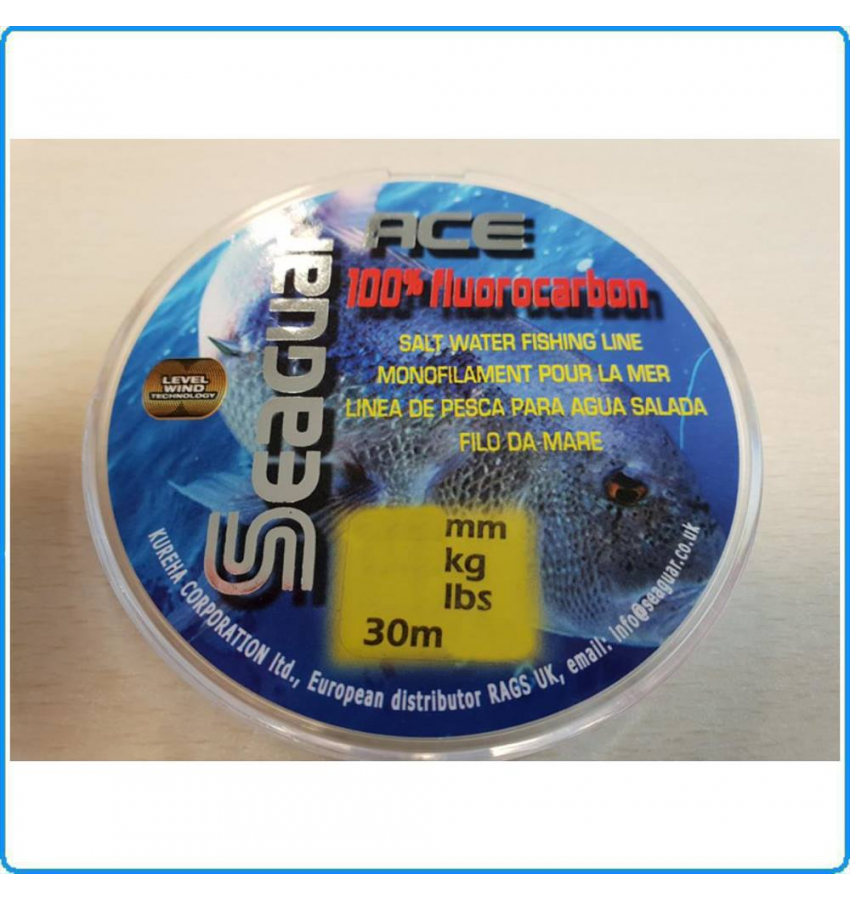 Seaguar
ACE
100% fluorocarbon
SALT WATER FISHING LINE
MONOFILAMENT POUR LA MER
LINEA DE PESCA PARA AGUA SALADA
FILO DA MARE
LEVEL
WIND
TECHNOLOGY
mm
kg
lbs
30m
KUREHA CORPORATION ltd., European distributor RAGS UK, email: info@seaguar.co.uk